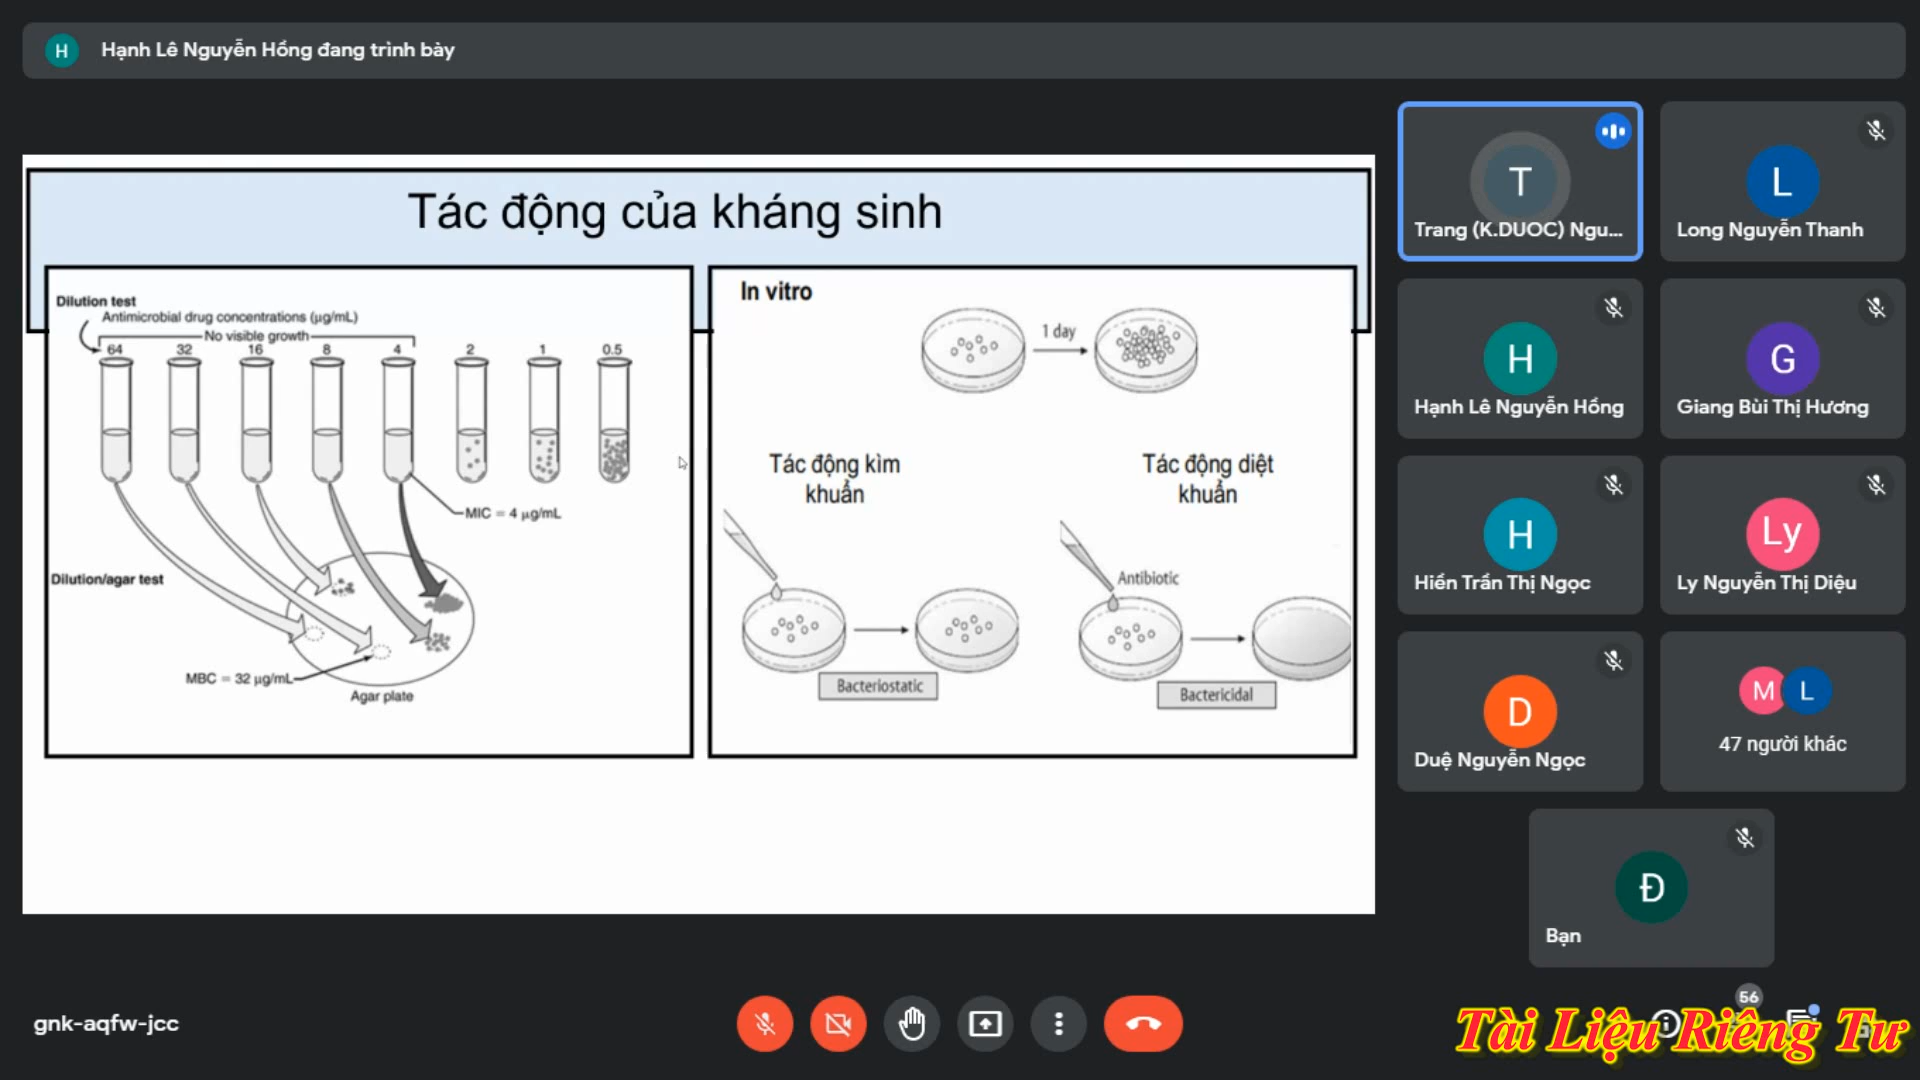 H
Hạnh Lê Nguyễn Hồng đang trình bày
Tác động của kháng sinh
Dilution test
Antimicrobial drug concentrations (µg/mL)
No visible growth
64 32 16 8 4 2 1 0.5
MIC = 4 µg/mL
Dilution/agar test
MBC = 32 µg/mL
Agar plate
In vitro
1 day
Tác động kìm
khuẩn
Tác động diệt
khuẩn
Antibiotic
Bacteriostatic
Bactericidal
T
Trang (K.DUOC) Ngu...
L
Long Nguyễn Thanh
H
Hạnh Lê Nguyễn Hồng
G
Giang Bùi Thị Hương
H
Hiền Trần Thị Ngọc
Ly
Ly Nguyễn Thị Diệu
D
Duệ Nguyễn Ngọc
M L
47 người khác
Đ
Bạn
gnk-aqfw-jcc
56
Tài Liệu Riêng Tư